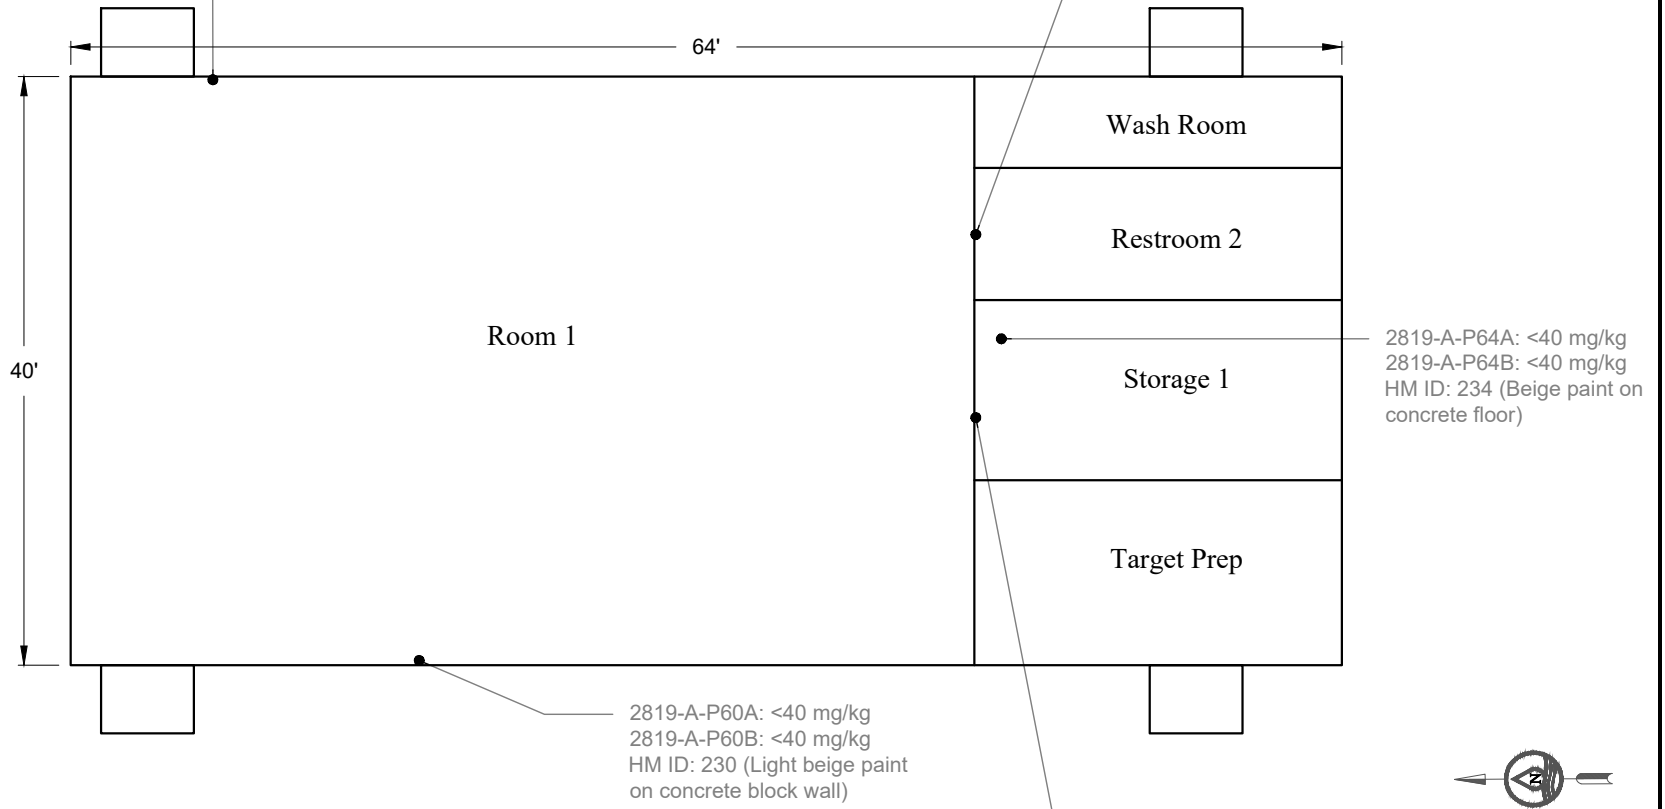 64'
Wash Room
Restroom 2
40'
Room 1
Storage 1
2819-A-P64A: <40 mg/kg
2819-A-P64B: <40 mg/kg
HM ID: 234 (Beige paint on
concrete floor)
Target Prep
2819-A-P60A: <40 mg/kg
2819-A-P60B: <40 mg/kg
HM ID: 230 (Light beige paint
on concrete block wall)
N